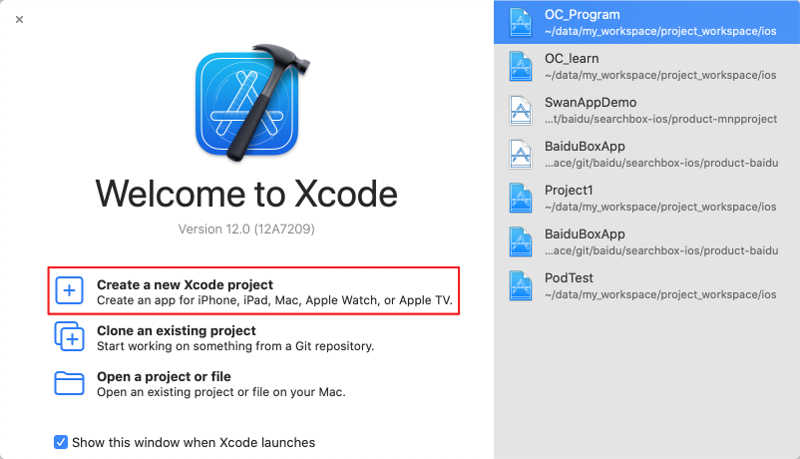 Welcome to Xcode
Version 12.0 (12A7209)
Create a new Xcode project
Create an app for iPhone, iPad, Mac, Apple Watch, or Apple TV.
Clone an existing project
Start working on something from a Git repository.
Open a project or file
Open an existing project or file on your Mac.
Show this window when Xcode launches
OC_Program
~/data/my_workspace/project_workspace/ios
OC_learn
~/data/my_workspace/project_workspace/ios
SwanAppDemo
...t/baidu/searchbox-ios/product-mnpproject
BaiduBoxApp
...ace/git/baidu/searchbox-ios/product-baidu
Project1
~/data/my_workspace/project_workspace/ios
BaiduBoxApp
...ace/git/baidu/searchbox-ios/product-baidu
PodTest
~/data/my_workspace/project_workspace/ios